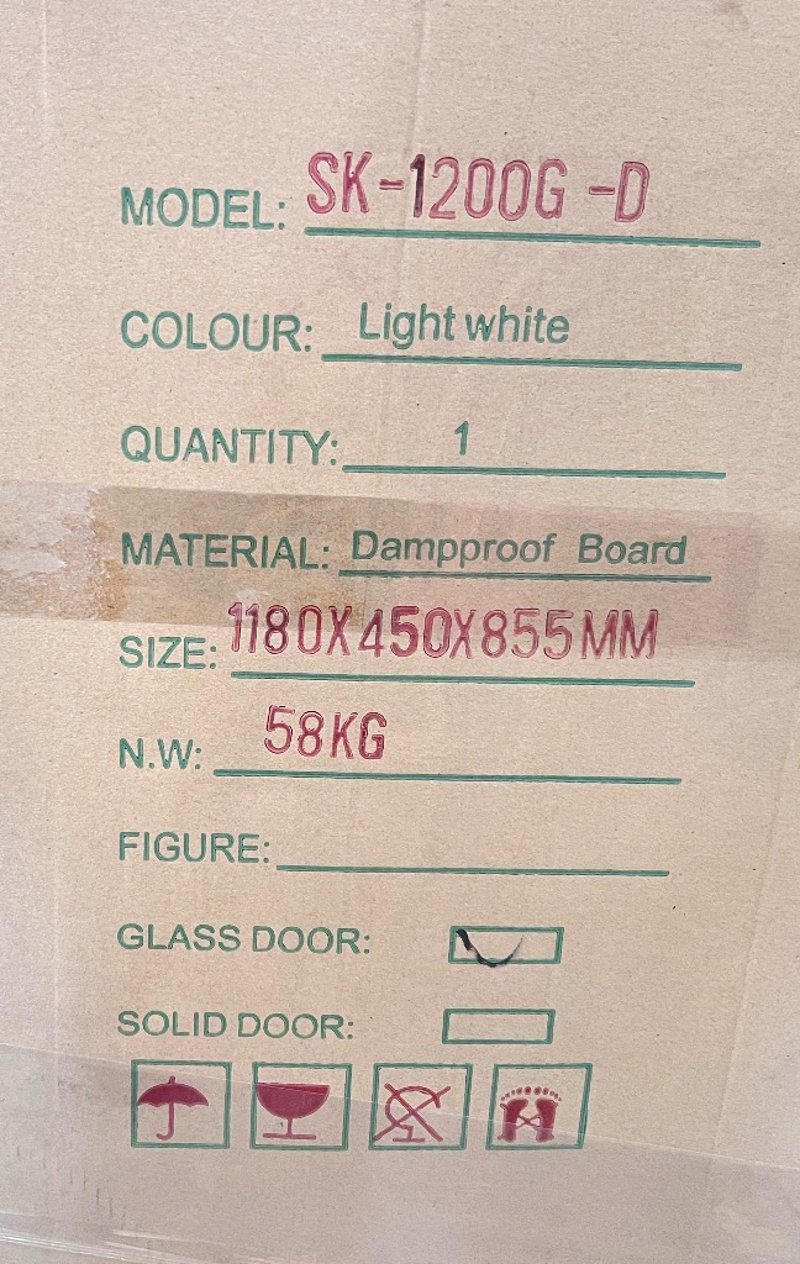 MODEL: SK-1200G -D
COLOUR: Light white
QUANTITY: 1
MATERIAL: Dampproof Board
SIZE: 1180X450X855MM
N.W: 58KG
FIGURE:
GLASS DOOR:
SOLID DOOR: